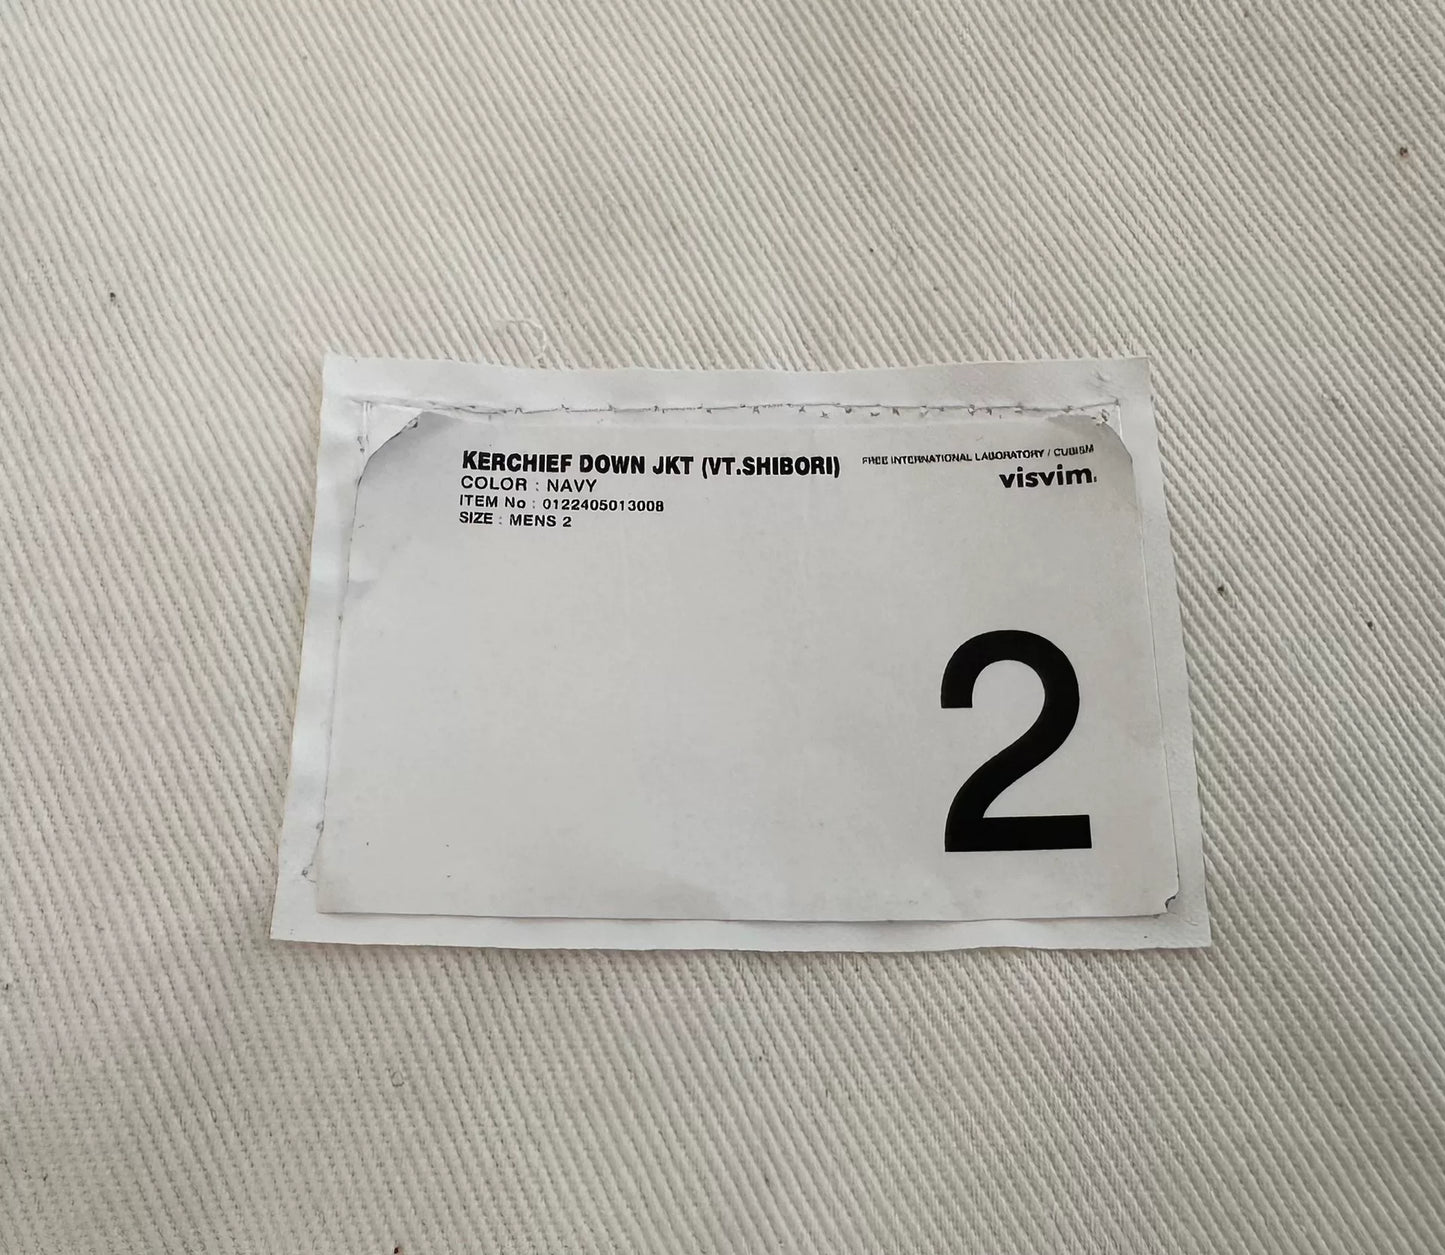 KERCHIEF DOWN JKT (VT.SHIBORI)
COLOR : NAVY
ITEM No : 0122405013008
SIZE : MENS 2
FREE INTERNATIONAL LABORATORY / CUBISM
visvim.
2